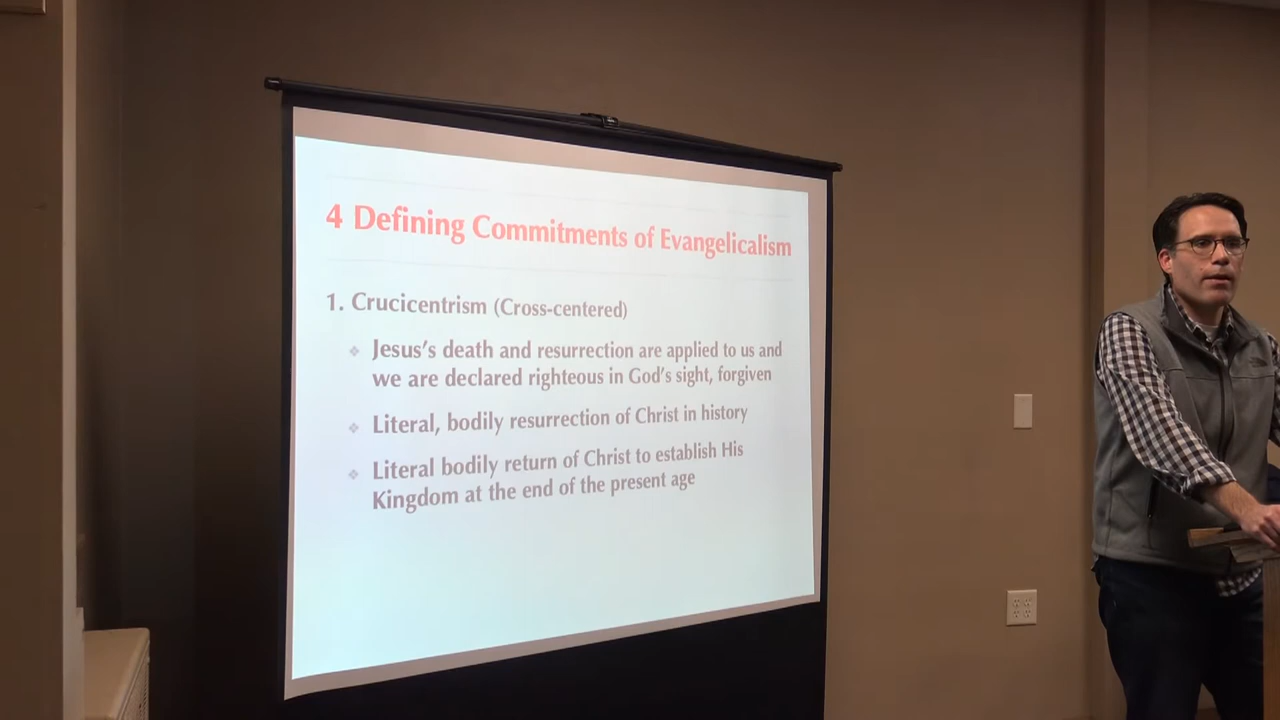 4 Defining Commitments of Evangelicalism
1. Crucicentrism (Cross-centered)
❖ Jesus's death and resurrection are applied to us and
we are declared righteous in God's sight, forgiven
❖ Literal, bodily resurrection of Christ in history
❖ Literal bodily return of Christ to establish His
Kingdom at the end of the present age